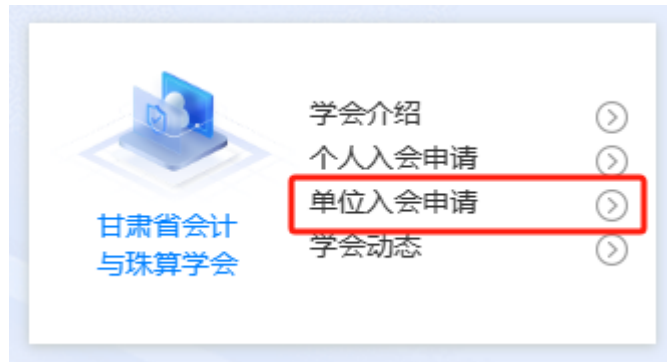 学会介绍
个人入会申请
单位入会申请
学会动态
甘肃省会计
与珠算学会